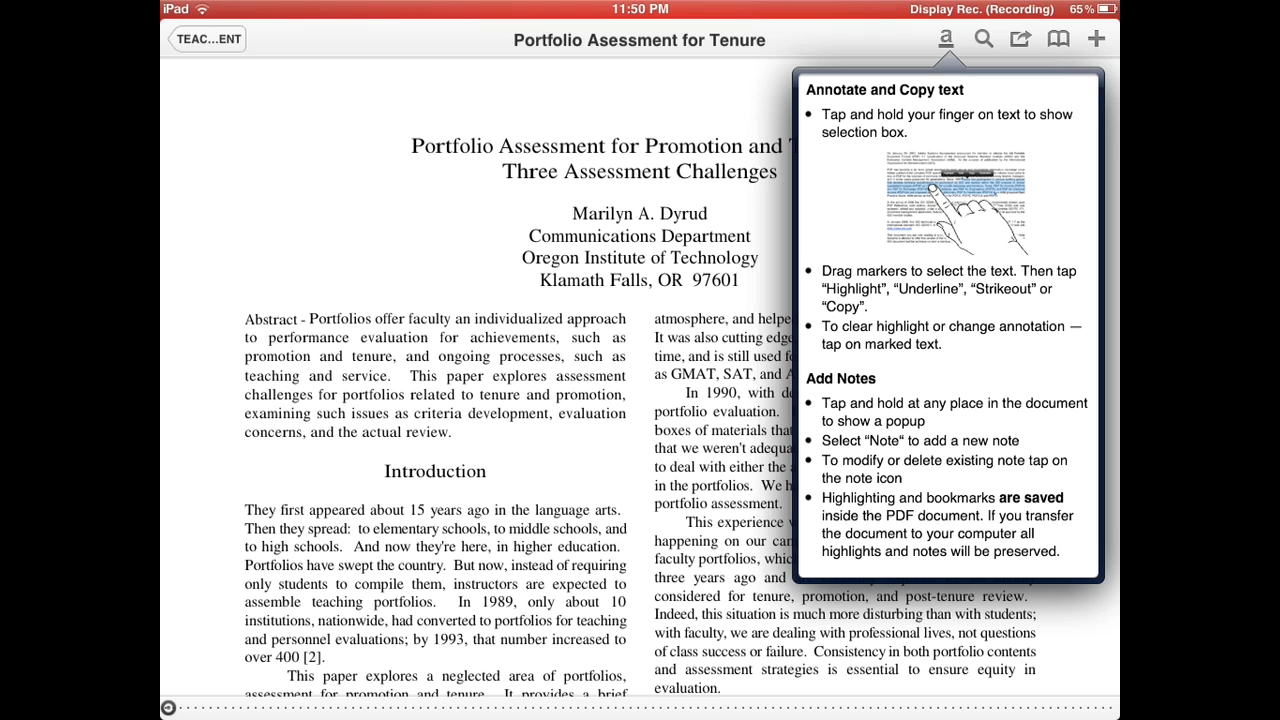 iPad
11:50 PM
Display Rec. (Recording)
65%
TEAC...ENT
Portfolio Asessment for Tenure
a
Portfolio Assessment for Promotion and
Three Assessment Challenges
Marilyn A. Dyrud
Communications Department
Oregon Institute of Technology
Klamath Falls, OR 97601
Abstract - Portfolios offer faculty an individualized approach
to performance evaluation for achievements, such as
promotion and tenure, and ongoing processes, such as
teaching and service. This paper explores assessment
challenges for portfolios related to tenure and promotion,
examining such issues as criteria development, evaluation
concerns, and the actual review.
Introduction
They first appeared about 15 years ago in the language arts.
Then they spread: to elementary schools, to middle schools, and
to high schools. And now they're here, in higher education.
Portfolios have swept the country. But now, instead of requiring
only students to compile them, instructors are expected to
assemble teaching portfolios. In 1989, only about 10
institutions, nationwide, had converted to portfolios for teaching
and personnel evaluations; by 1993, that number increased to
over 400 [2].
This paper explores a neglected area of portfolios,
assessment for promotion and tenure. It provides a brief
atmosphere, and helpe
It was also cutting edge
time, and is still used fo
as GMAT, SAT, and A
In 1990, with de
portfolio evaluation.
boxes of materials that
that we weren't adequa
to deal with either the a
in the portfolios. We h
portfolio assessment.
This experience w
happening on our can
faculty portfolios, whic
three years ago and
considered for tenure, promotion, and post-tenure review.
Indeed, this situation is much more disturbing than with students;
with faculty, we are dealing with professional lives, not questions
of class success or failure. Consistency in both portfolio contents
and assessment strategies is essential to ensure equity in
evaluation.
Annotate and Copy text
• Tap and hold your finger on text to show
selection box.
• Drag markers to select the text. Then tap
“Highlight”, “Underline”, “Strikeout” or
“Copy”.
• To clear highlight or change annotation —
tap on marked text.
Add Notes
• Tap and hold at any place in the document
to show a popup
• Select “Note“ to add a new note
• To modify or delete existing note tap on
the note icon
• Highlighting and bookmarks are saved
inside the PDF document. If you transfer
the document to your computer all
highlights and notes will be preserved.